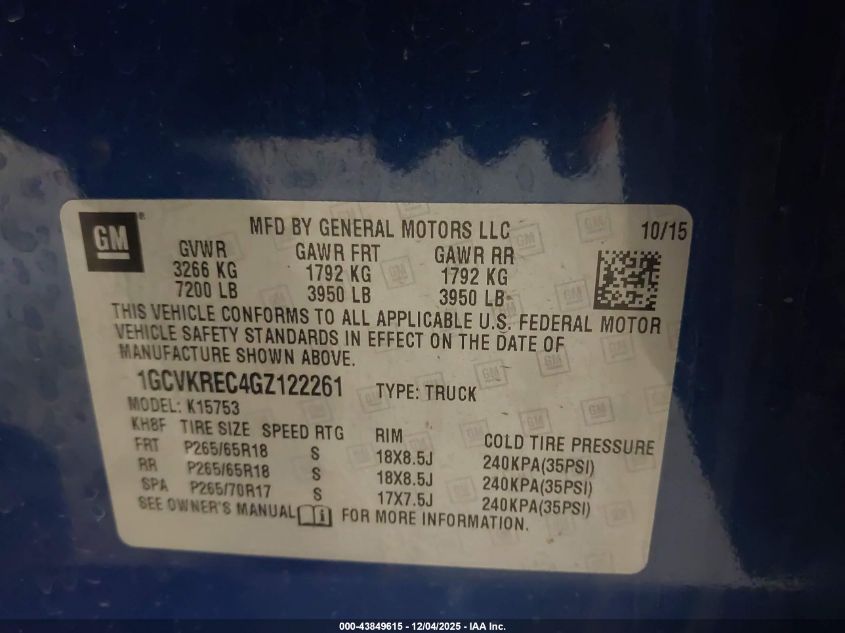 GM
MFD BY GENERAL MOTORS LLC 10/15
GVWR GAWR FRT GAWR RR
3266 KG 1792 KG 1792 KG
7200 LB 3950 LB 3950 LB
THIS VEHICLE CONFORMS TO ALL APPLICABLE U.S. FEDERAL MOTOR
VEHICLE SAFETY STANDARDS IN EFFECT ON THE DATE OF
MANUFACTURE SHOWN ABOVE.
1GCVKREC4GZ122261 TYPE: TRUCK
MODEL: K15753
KHBF TIRE SIZE SPEED RTG RIM COLD TIRE PRESSURE
FRT P265/65R18 S 18X8.5J 240KPA(35PSI)
RR P265/65R18 S 18X8.5J 240KPA(35PSI)
SPA P265/70R17 S 17X7.5J 240KPA(35PSI)
SEE OWNER'S MANUAL FOR MORE INFORMATION.
000-43849615 - 12/04/2025 - IAA Inc.